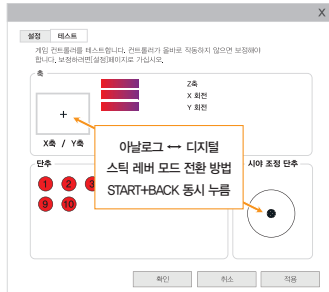 X
설정 테스트
게임 컨트롤러를 테스트합니다. 컨트롤러가 올바로 작동하지 않으면 보정해야
합니다. 보정하려면[설정]페이지로 가십시오.
축
Z축
X 회전
Y 회전
X축 / Y축
아날로그 ↔ 디지털
스틱 레버 모드 전환 방법
START+BACK 동시 누름
단추
시야 조정 단추
1 2 3
9 10
확인 취소 적용